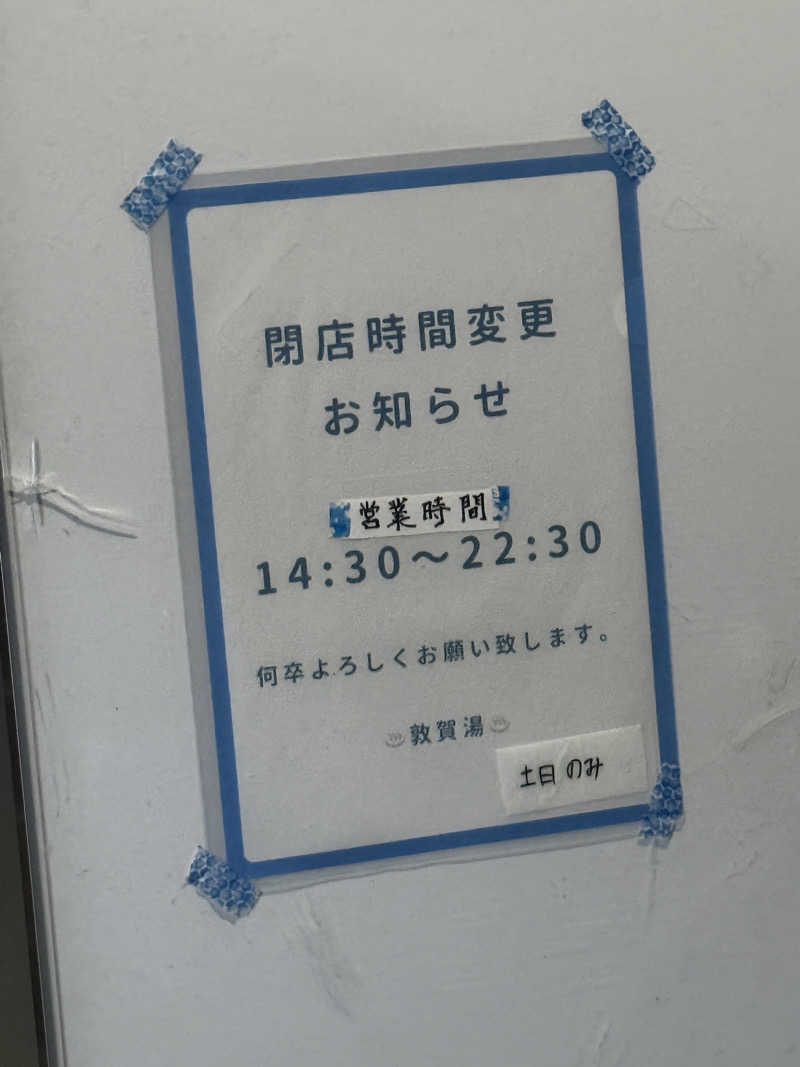 閉店時間変更
お知らせ
営業時間
14:30～22:30
何卒よろしくお願い致します。
♨敦賀湯♨
土日のみ